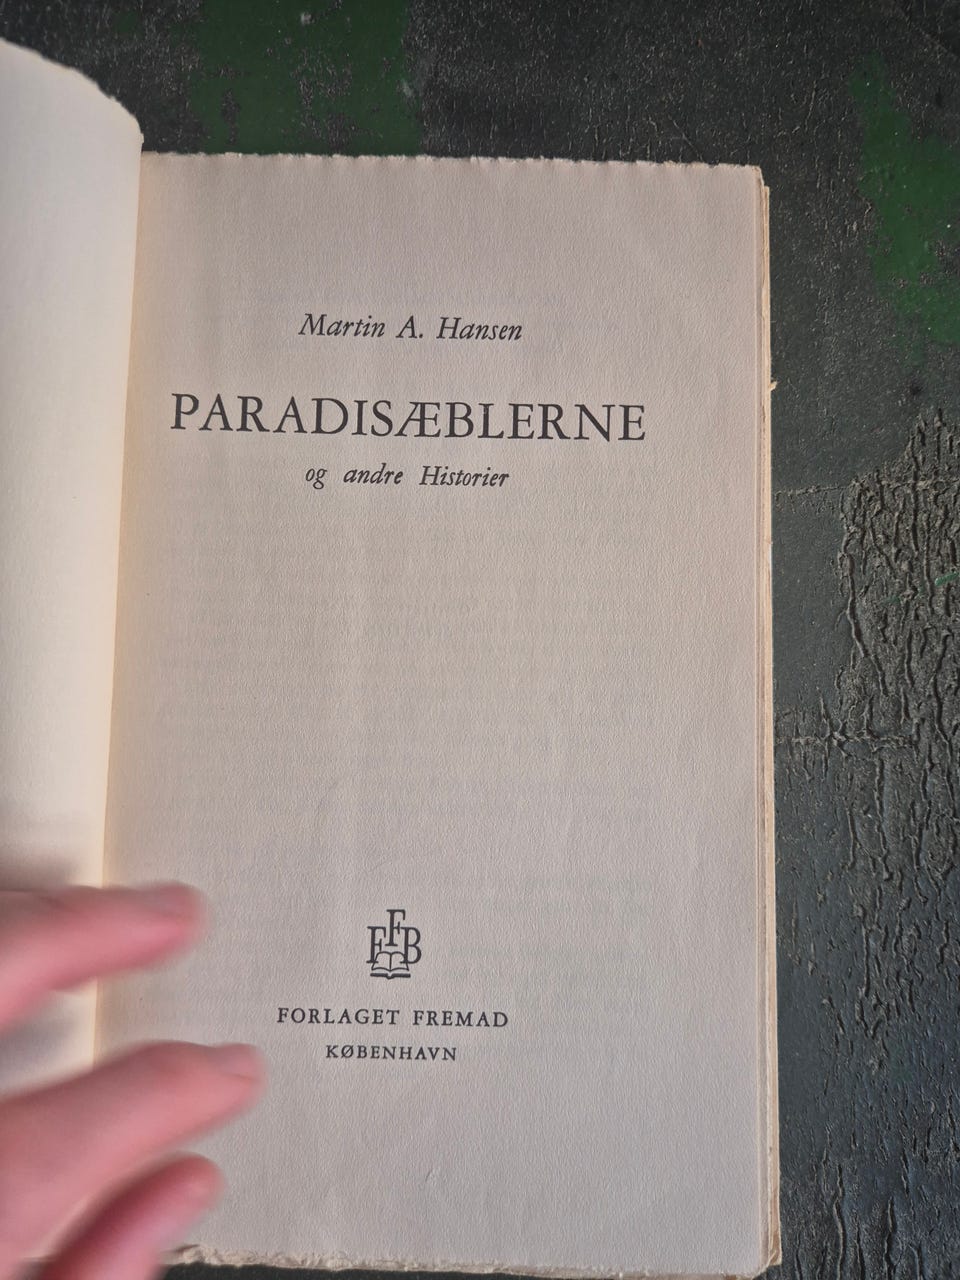 Martin A. Hansen
PARADISÆBLERNE
og andre Historier
FFB
FORLAGET FREMAD
KØBENHAVN